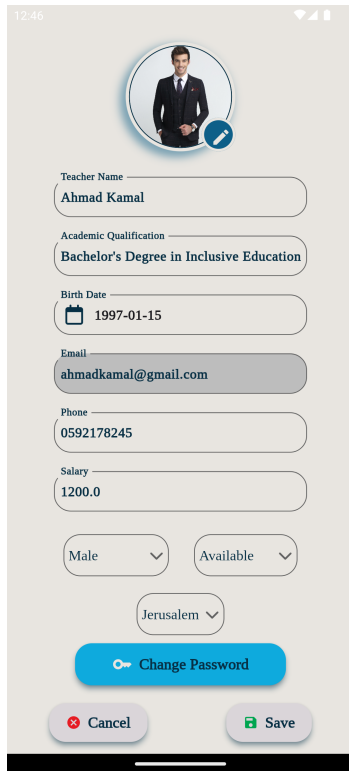 12:46
Teacher Name
Ahmad Kamal
Academic Qualification
Bachelor's Degree in Inclusive Education
Birth Date
1997-01-15
Email
ahmadkamal@gmail.com
Phone
0592178245
Salary
1200.0
Male
Available
Jerusalem
Change Password
Cancel
Save